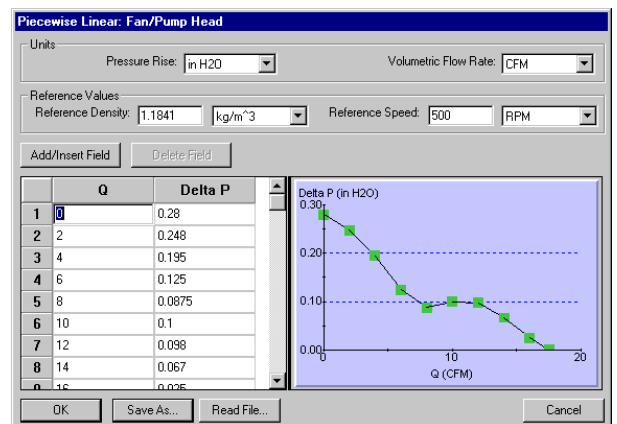 Piecewise Linear: Fan/Pump Head
Units
Pressure Rise: in H2O
Volumetric Flow Rate: CFM
Reference Values
Reference Density: 1.1841 kg/m^3
Reference Speed: 500 RPM
Add/Insert Field
Delete Field
Q Delta P
1 0 0.28
2 2 0.248
3 4 0.195
4 6 0.125
5 8 0.0875
6 10 0.1
7 12 0.098
8 14 0.067
9 16 0.025
Delta P (in H2O)
0.30
0.20
0.10
0.00
0 10 20
Q (CFM)
OK
Save As...
Read File...
Cancel